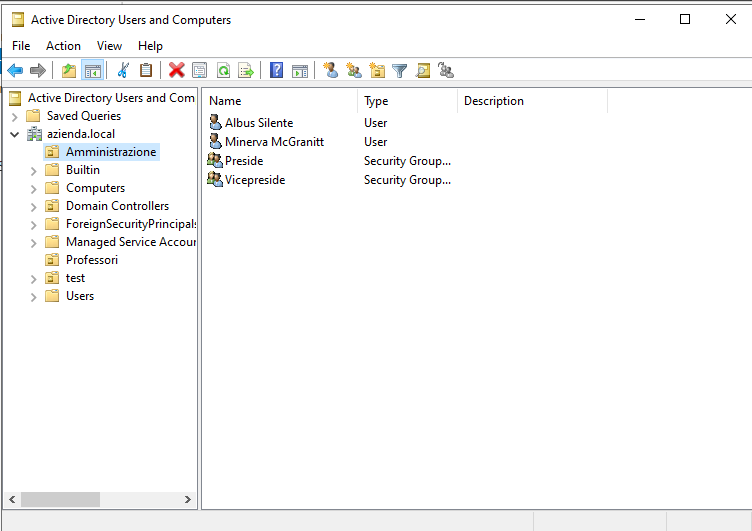 Active Directory Users and Computers
File Action View Help
Active Directory Users and Com
Saved Queries
azienda.local
Amministrazione
Builtin
Computers
Domain Controllers
ForeignSecurityPrincipals
Managed Service Accour
Professori
test
Users
Name Type Description
Albus Silente User
Minerva McGranitt User
Preside Security Group...
Vicepreside Security Group...